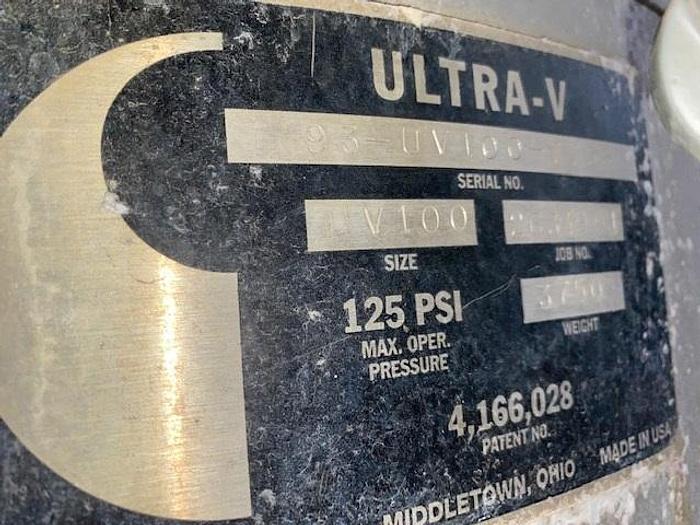 ULTRA-V
93-UV100-
SERIAL NO.
UV100
SIZE
JOB NO.
125 PSI
MAX. OPER.
PRESSURE
3750
WEIGHT
4,166,028
PATENT NO.
MIDDLETOWN, OHIO MADE IN USA